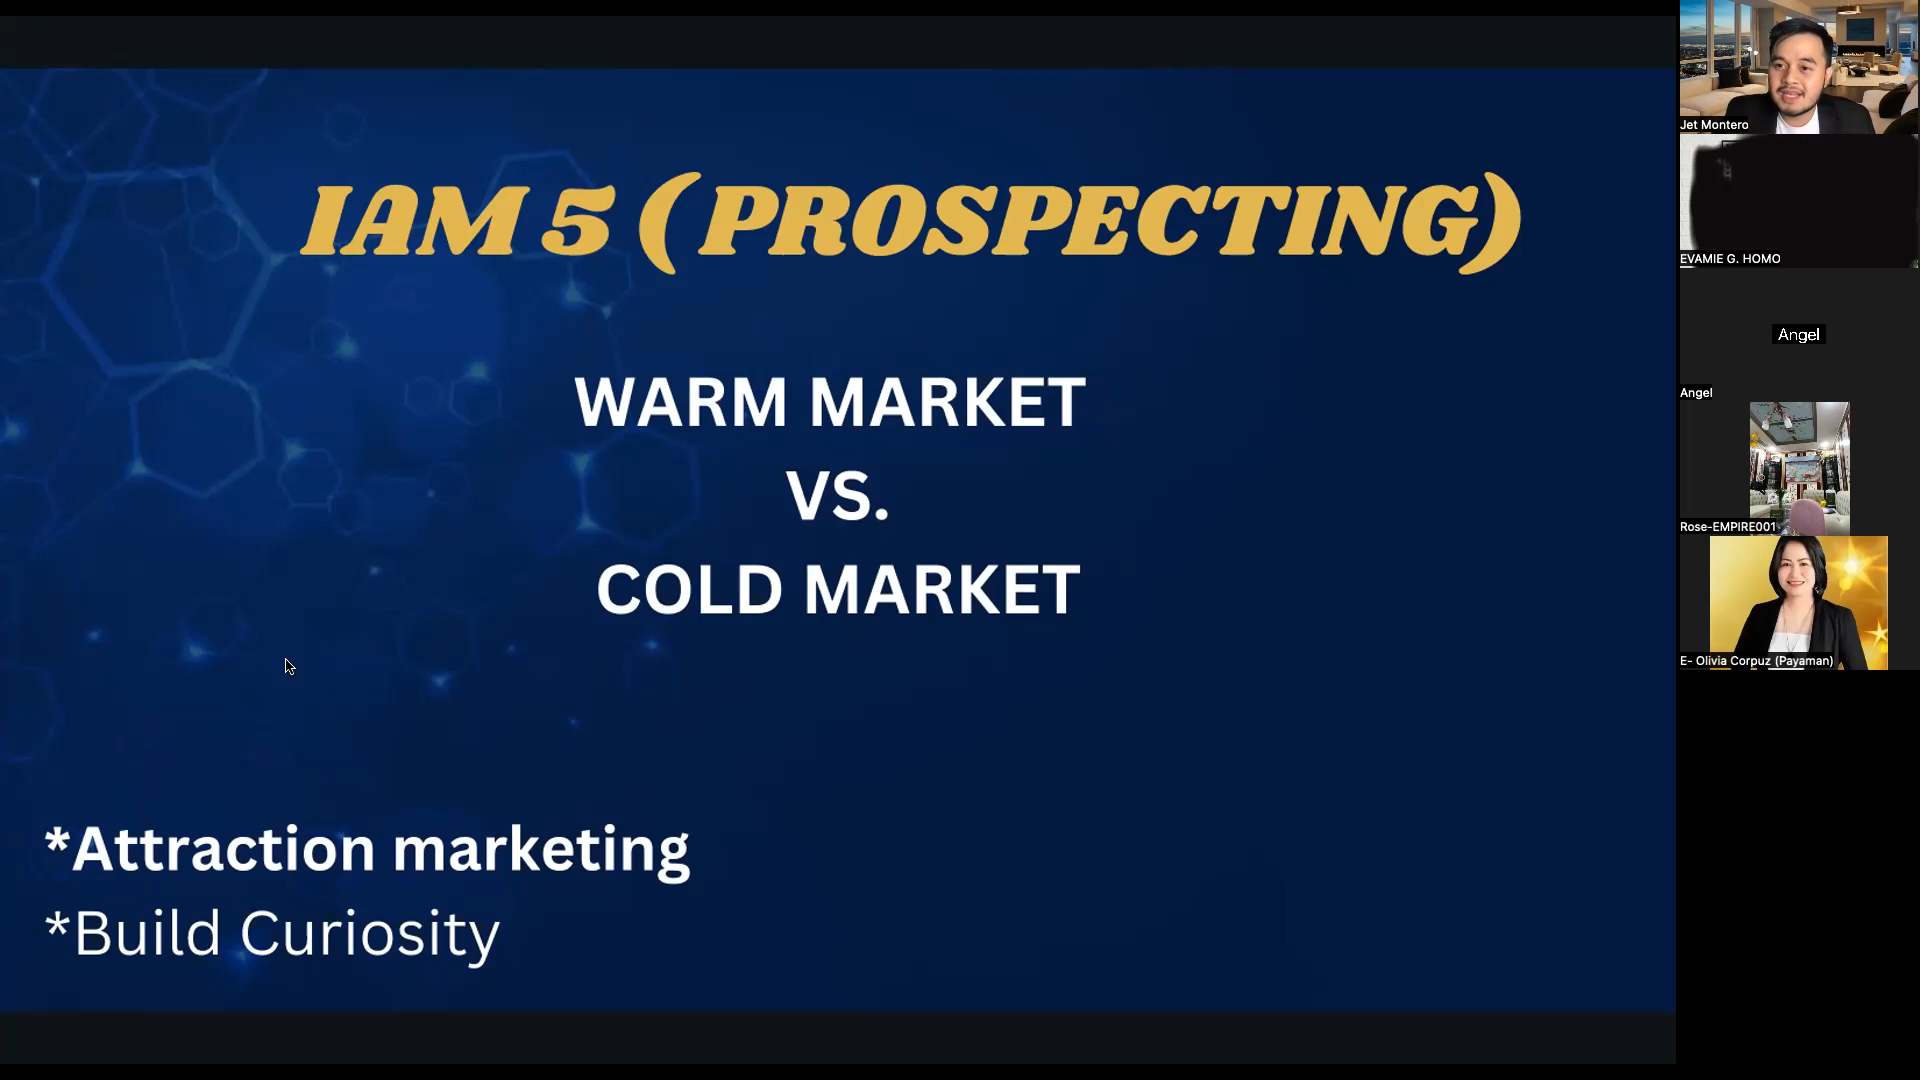 IAM 5 (PROSPECTING)
WARM MARKET
VS.
COLD MARKET
*Attraction marketing
*Build Curiosity
Jet Montero
EVAMIE G. HOMO
Angel
Angel
Rose-EMPIRE001
E- Olivia Corpuz (Payaman)